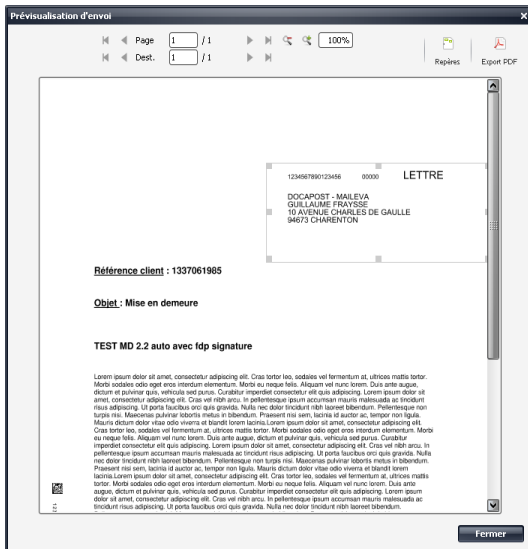 Prévisualisation d'envoi
x
Page 1 / 1 100%
Dest. 1 / 1
Repères Export PDF
1234567890123456 00000 LETTRE
DOCAPOST - MAILEVA
GUILLAUME FRAYSSE
10 AVENUE CHARLES DE GAULLE
94673 CHARENTON
Référence client : 1337061985
Objet : Mise en demeure
TEST MD 2.2 auto avec fdp signature
Lorem ipsum dolor sit amet, consectetur adipiscing elit. Cras tortor leo, sodales vel fermentum at, ultrices mattis tortor.
Morbi sodales odio eget eros interdum elementum. Morbi eu neque felis. Aliquam vel nunc lorem. Duis ante augue,
dictum et pulvinar quis, vehicula sed purus. Curabitur imperdiet consectetur elit quis adipiscing. Lorem ipsum dolor sit
amet, consectetur adipiscing elit. Cras vel nibh arcu. In pellentesque ipsum accumsan mauris malesuada ac tincidunt
risus adipiscing. Ut porta faucibus orci quis gravida. Nulla nec dolor tincidunt nibh laoreet bibendum. Pellentesque non
turpis nisi. Maecenas pulvinar lobortis metus in bibendum. Praesent nisi sem, lacinia id auctor ac, tempor non ligula.
Mauris dictum dolor vitae odio viverra et blandit lorem lacinia.Lorem ipsum dolor sit amet, consectetur adipiscing elit.
Cras tortor leo, sodales vel fermentum at, ultrices mattis tortor. Morbi sodales odio eget eros interdum elementum. Morbi
eu neque felis. Aliquam vel nunc lorem. Duis ante augue, dictum et pulvinar quis, vehicula sed purus. Curabitur
imperdiet consectetur elit quis adipiscing. Lorem ipsum dolor sit amet, consectetur adipiscing elit. Cras vel nibh arcu. In
pellentesque ipsum accumsan mauris malesuada ac tincidunt risus adipiscing. Ut porta faucibus orci quis gravida. Nulla
nec dolor tincidunt nibh laoreet bibendum. Pellentesque non turpis nisi. Maecenas pulvinar lobortis metus in bibendum.
Praesent nisi sem, lacinia id auctor ac, tempor non ligula. Mauris dictum dolor vitae odio viverra et blandit lorem
lacinia.Lorem ipsum dolor sit amet, consectetur adipiscing elit. Cras tortor leo, sodales vel fermentum at, ultrices mattis
tortor. Morbi sodales odio eget eros interdum elementum. Morbi eu neque felis. Aliquam vel nunc lorem. Duis ante
augue, dictum et pulvinar quis, vehicula sed purus. Curabitur imperdiet consectetur elit quis adipiscing. Lorem ipsum
dolor sit amet, consectetur adipiscing elit. Cras vel nibh arcu. In pellentesque ipsum accumsan mauris malesuada ac
tincidunt risus adipiscing. Ut porta faucibus orci quis gravida. Nulla nec dolor tincidunt nibh laoreet bibendum.
Fermer